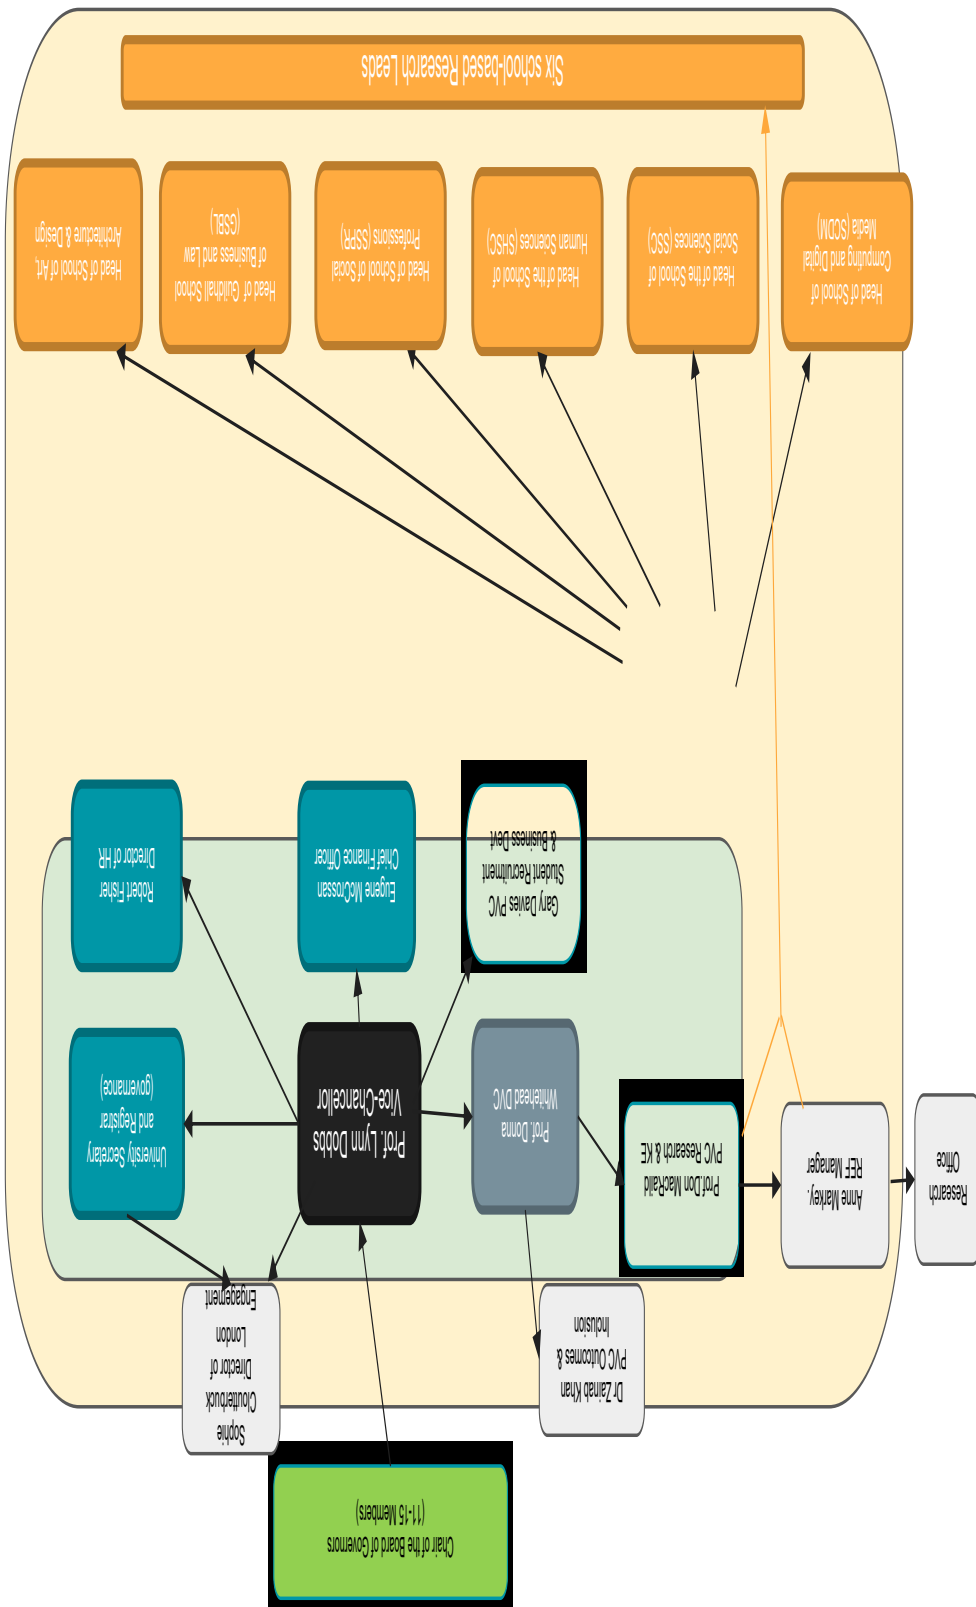 Chair of the Board of Governors
(11-15 Members)
Dr Zainab Khan
PVC Outcomes &
Inclusion
Sophie
Cloutterbuck
Director of
London
Engagement
Research
Office
Anne Markey.
REF Manager
Prof.Don MacRaild
PVC Research & KE
Prof. Donna
Whitehead DVC
Prof. Lynn Dobbs
Vice-Chancellor
University Secretary
and Registrar
(governance)
Gary Davies PVC
Student Recruitment
& Business Devt
Eugene McCrossan
Chief Finance Officer
Robert Fisher
Director of HR
Head of School of
Computing and Digital
Media (SCDM)
Head of the School of
Social Sciences (SSC)
Head of the School of
Human Sciences (SHSC)
Head of School of Social
Professions (SSPR)
Head of Guildhall School
of Business and Law
(GSBL)
Head of School of Art,
Architecture & Design
Six school-based Research Leads